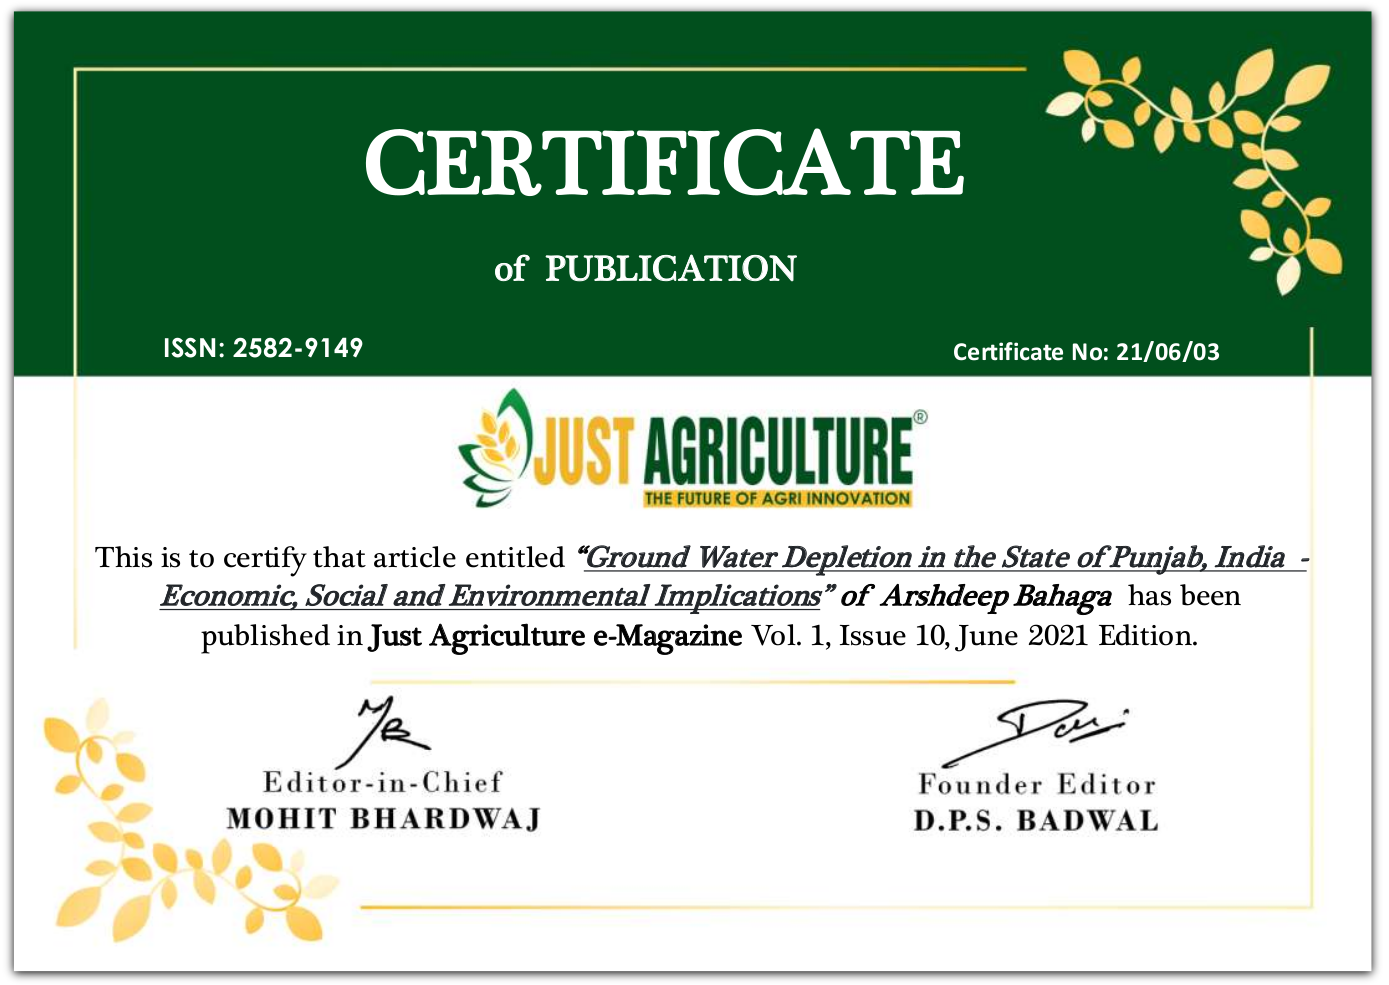 CERTIFICATE
of PUBLICATION
ISSN: 2582-9149
Certificate No: 21/06/03
JUST AGRICULTURE®
THE FUTURE OF AGRI INNOVATION
This is to certify that article entitled “Ground Water Depletion in the State of Punjab, India -
Economic, Social and Environmental Implications” of Arshdeep Bahaga has been
published in Just Agriculture e-Magazine Vol. 1, Issue 10, June 2021 Edition.
Editor-in-Chief
MOHIT BHARDWAJ
Founder Editor
D.P.S. BADWAL